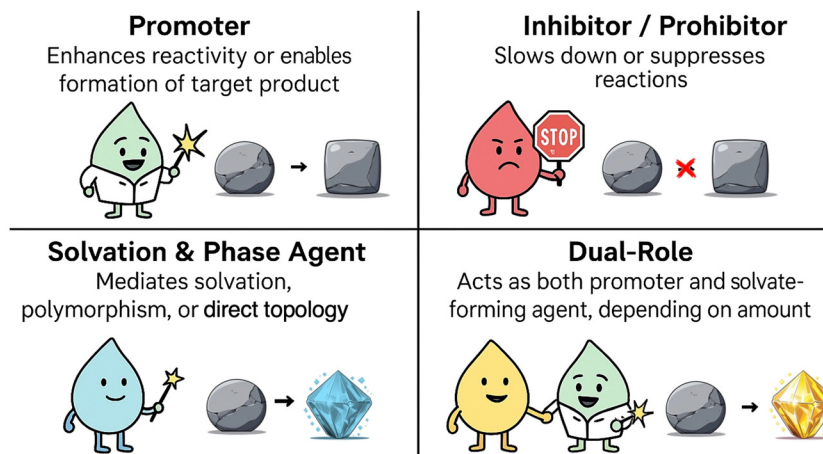 Promoter
Enhances reactivity or enables
formation of target product
Inhibitor / Prohibitor
Slows down or suppresses
reactions
STOP
Solvation & Phase Agent
Mediates solvation,
polymorphism, or direct topology
Dual-Role
Acts as both promoter and solvate-
forming agent, depending on amount